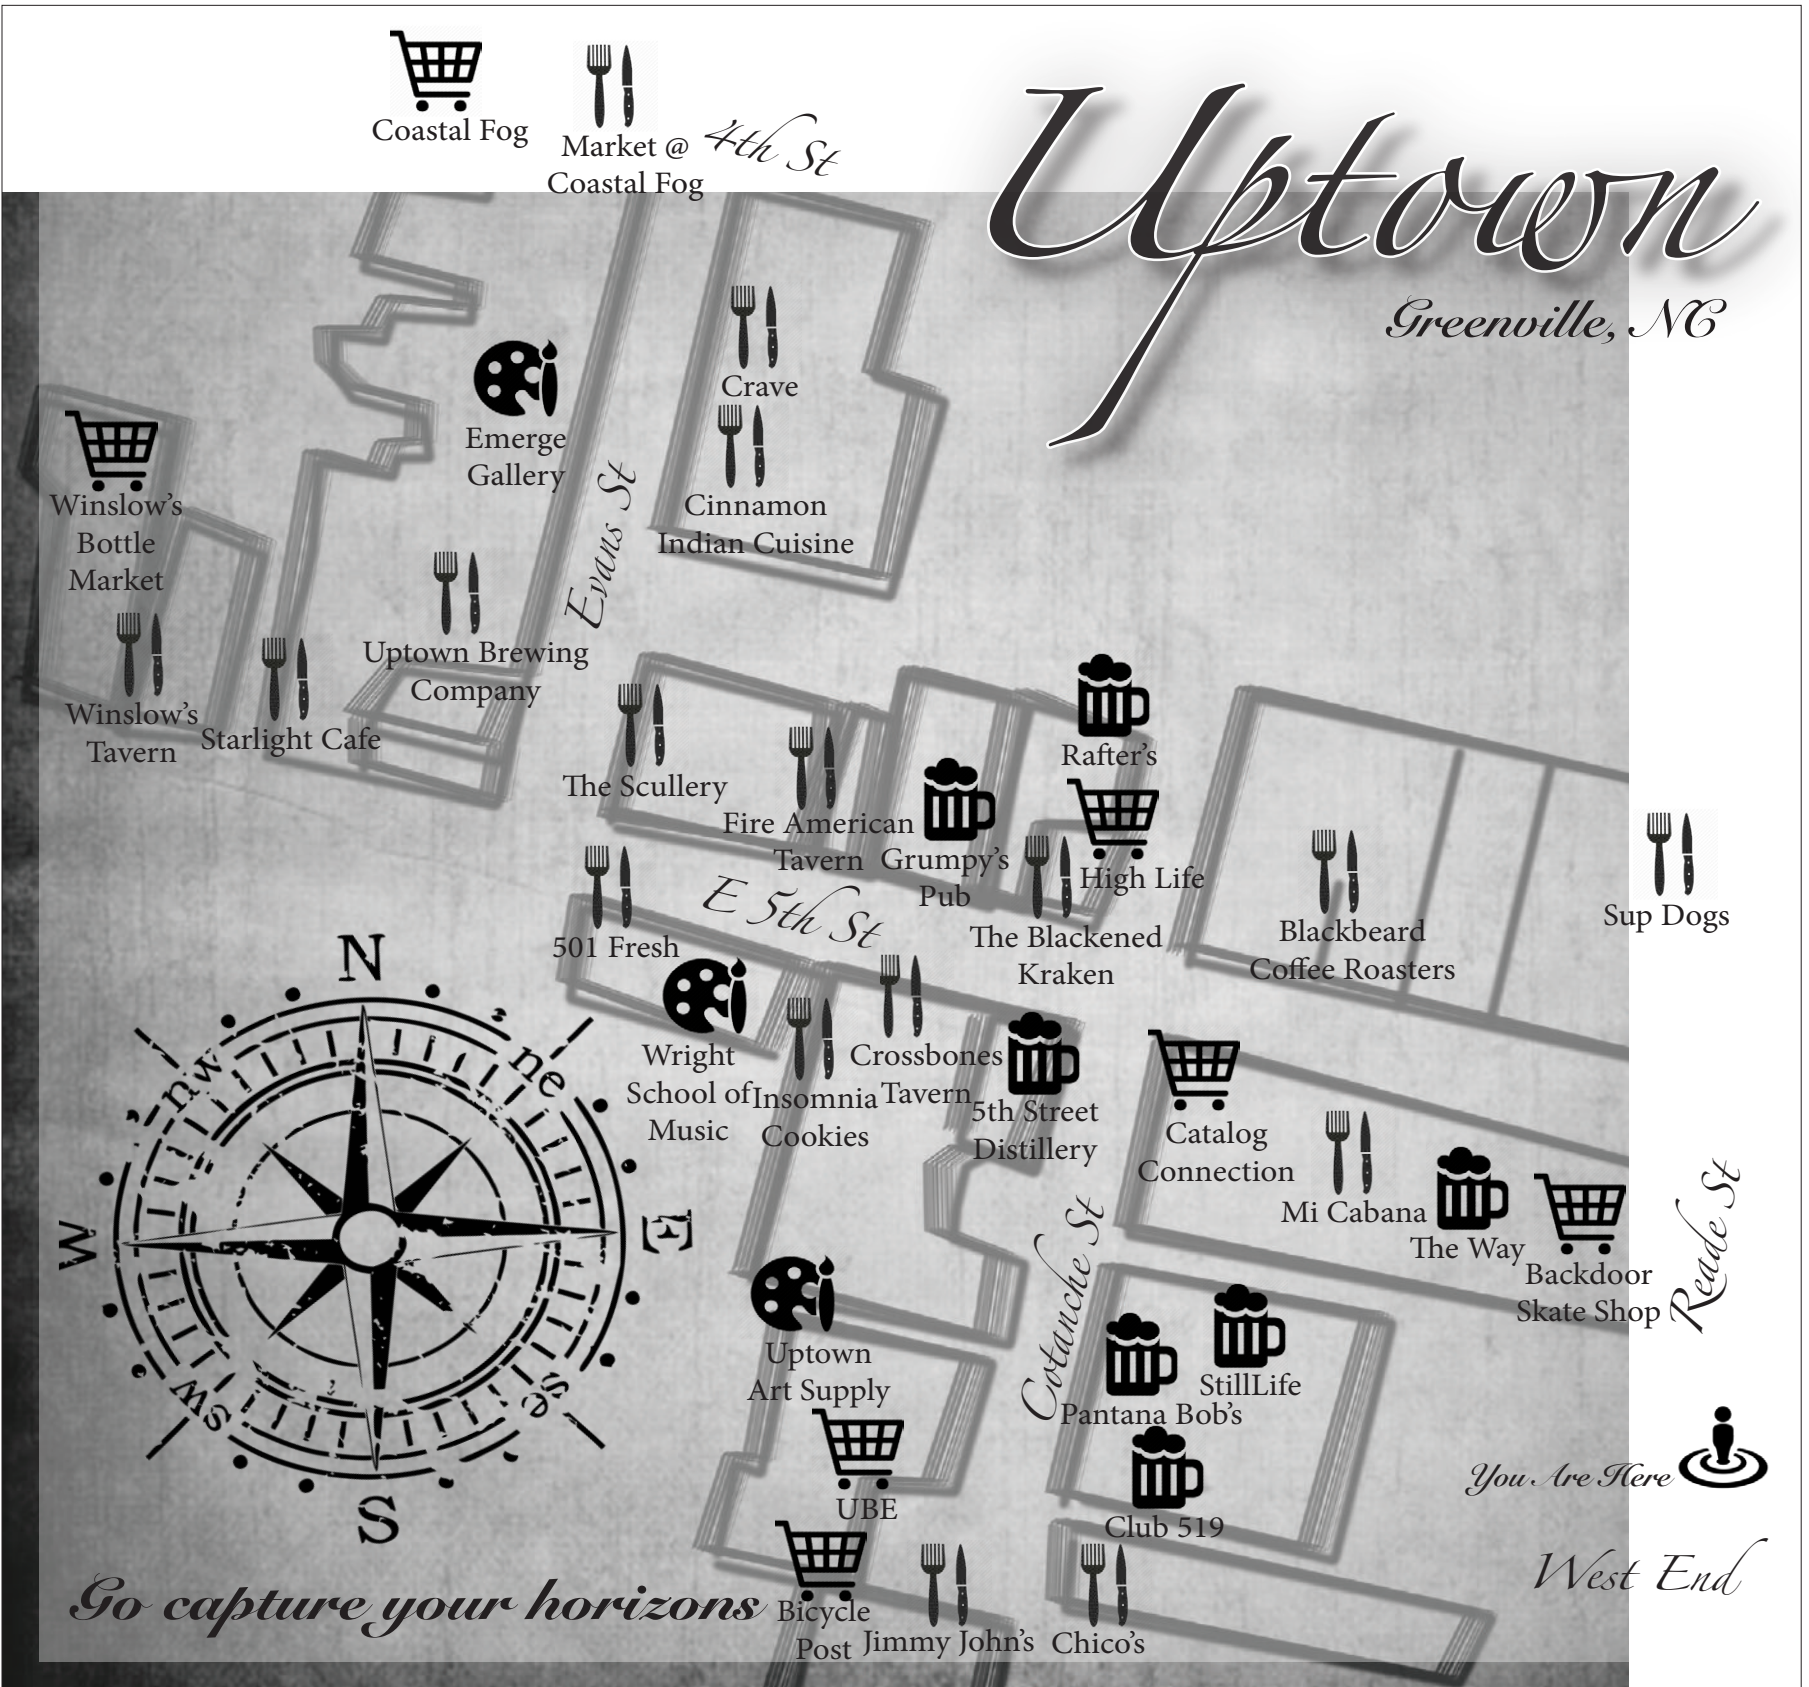 Coastal Fog
Market @
Coastal Fog
4th St
Uptown
Greenville, NC
Crave
Emerge
Gallery
Cinnamon
Indian Cuisine
Evans St
Winslow's
Bottle
Market
Uptown Brewing
Company
Winslow's
Tavern
Starlight Cafe
The Scullery
Fire American
Tavern
Grumpy's
Pub
Rafter's
High Life
The Blackened
Kraken
Blackbeard
Coffee Roasters
Sup Dogs
E 5th St
501 Fresh
Wright
School of
Music
Insomnia
Cookies
Crossbones
Tavern
5th Street
Distillery
Catalog
Connection
Mi Cabana
The Way
Backdoor
Skate Shop
Reade St
Cotanche St
N
ne
E
se
S
sw
W
nw
Uptown
Art Supply
StillLife
Pantana Bob's
UBE
Club 519
You Are Here
West End
Go capture your horizons
Bicycle
Post
Jimmy John's
Chico's